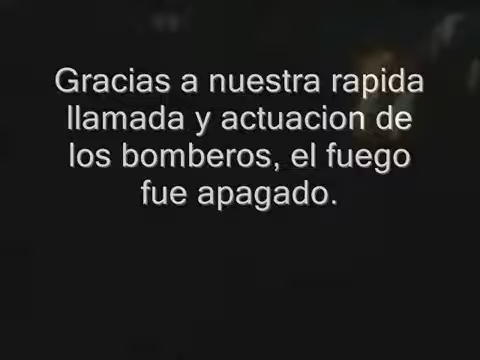 Gracias a nuestra rapida
llamada y actuacion de
los bomberos, el fuego
fue apagado.